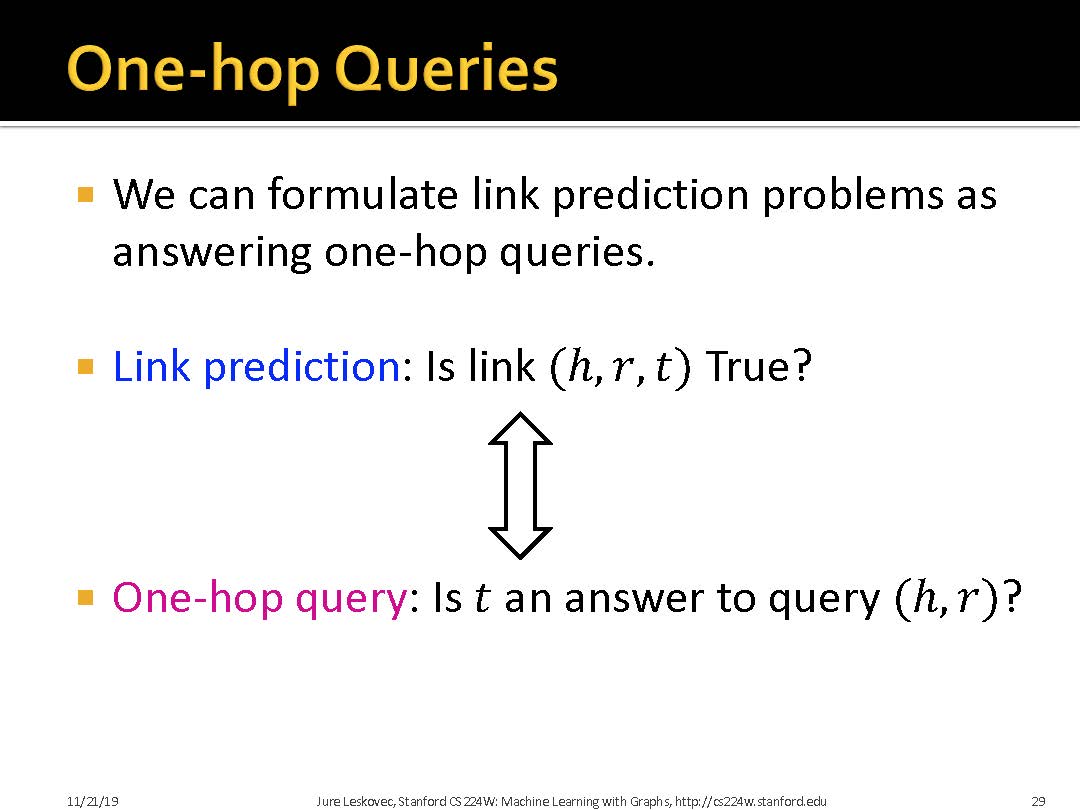 One-hop Queries
We can formulate link prediction problems as
answering one-hop queries.
Link prediction: Is link (ℎ, 𝑟, 𝑡) True?
One-hop query: Is 𝑡 an answer to query (ℎ, 𝑟)?
11/21/19 Jure Leskovec, Stanford CS224W: Machine Learning with Graphs, http://cs224w.stanford.edu 29